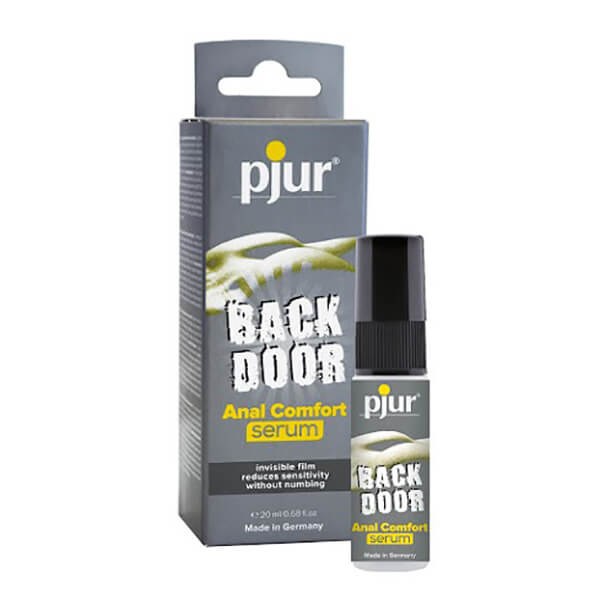 pjur®
BACK
DOOR
Anal Comfort
serum
invisible film
reduces sensitivity
without numbing
e 20 ml 0.68 fl.oz
Made in Germany
pjur
BACK
DOOR
Anal Comfort
serum
Made in Germany